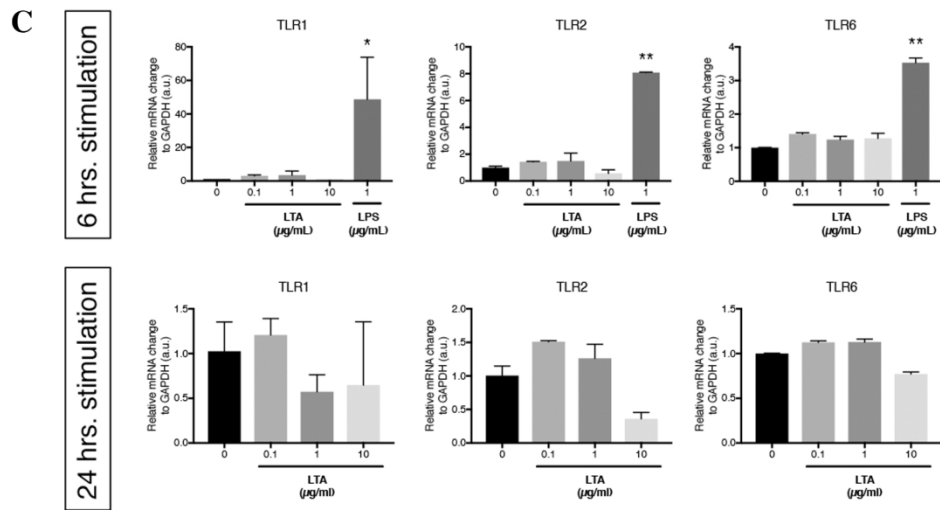 C
6 hrs. stimulation
TLR1
Relative mRNA change
to GAPDH (a.u.)
80
60
40
20
0
*
0
0.1
1
10
1
LTA
(µg/mL)
LPS
(µg/mL)
TLR2
Relative mRNA change
to GAPDH (a.u.)
10
8
6
4
2
0
**
0
0.1
1
10
1
LTA
(µg/mL)
LPS
(µg/mL)
TLR6
Relative mRNA change
to GAPDH (a.u.)
4
2
0
**
0
0.1
1
10
1
LTA
(µg/mL)
LPS
(µg/mL)
24 hrs. stimulation
TLR1
Relative mRNA change
to GAPDH (a.u.)
1.5
1.0
0.5
0.0
0
0.1
1
10
LTA
(µg/ml)
TLR2
Relative mRNA change
to GAPDH (a.u.)
2.0
1.5
1.0
0.5
0.0
0
0.1
1
10
LTA
(µg/ml)
TLR6
Relative mRNA change
to GAPDH (a.u.)
1.5
1.0
0.5
0.0
0
0.1
1
10
LTA
(µg/ml)